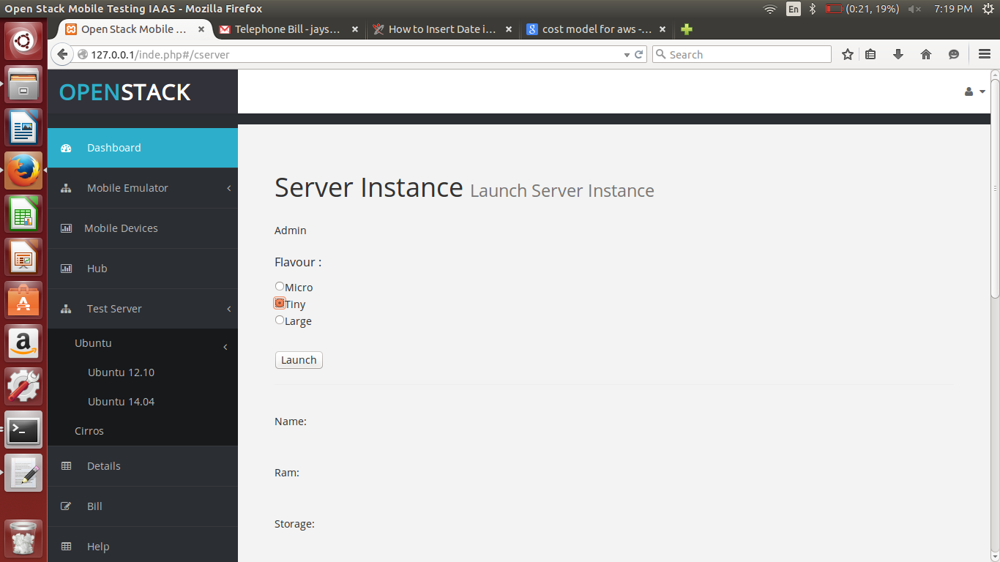 Open Stack Mobile Testing IAAS - Mozilla Firefox
En
(0:21, 19%)
7:19 PM
Open Stack Mobile ...
Telephone Bill - jays...
How to Insert Date i...
cost model for aws -...
127.0.0.1/inde.php#/cserver
Search
OPENSTACK
Dashboard
Mobile Emulator
Mobile Devices
Hub
Test Server
Ubuntu
Ubuntu 12.10
Ubuntu 14.04
Cirros
Details
Bill
Help
Server Instance Launch Server Instance
Admin
Flavour :
Micro
Tiny
Large
Launch
Name:
Ram:
Storage: